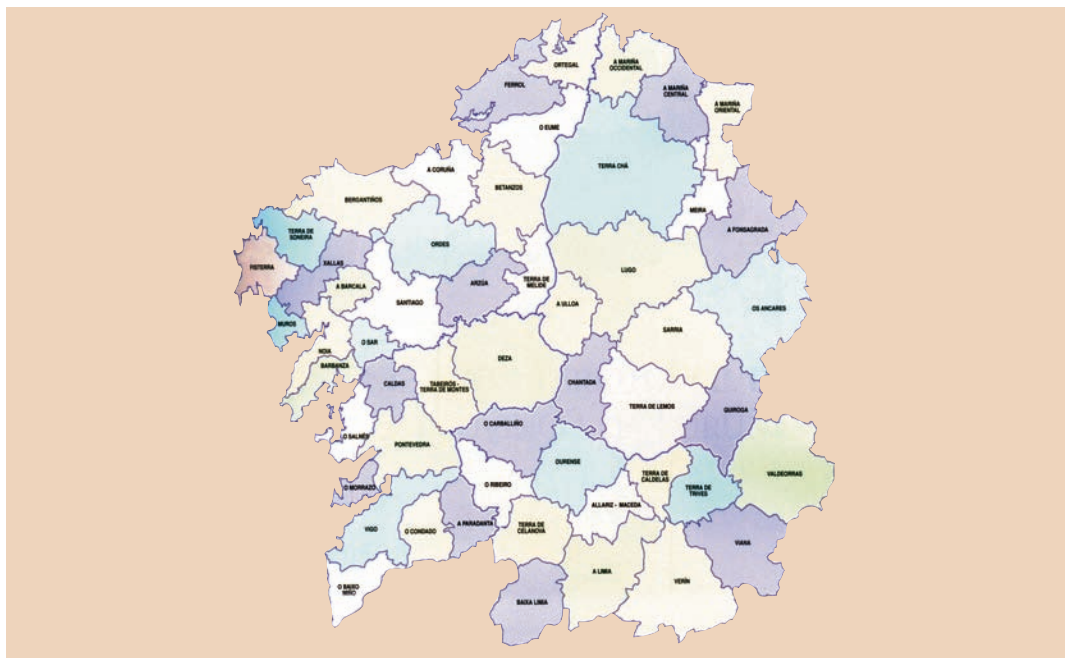 ORTEGAL
A MARIÑA
OCCIDENTAL
FERROL
A MARIÑA
CENTRAL
A MARIÑA
ORIENTAL
O EUME
TERRA CHÁ
A CORUÑA
BETANZOS
BERGANTIÑOS
MEIRA
A FONSAGRADA
TERRA DE
SONEIRA
ORDES
XALLAS
FISTERRA
LUGO
ARZÚA
TERRA DE
MELIDE
A BARCALA
SANTIAGO
A ULLOA
OS ANCARES
MUROS
SARRIA
O SAR
NOIA
BARBANZA
DEZA
CALDAS
TABEIRÓS -
TERRA DE MONTES
CHANTADA
TERRA DE LEMOS
QUIROGA
O CARBALLIÑO
O SALNÉS
PONTEVEDRA
OURENSE
TERRA DE
CALDELAS
VALDEORRAS
O MORRAZO
O RIBEIRO
TERRA DE
TRIVES
ALLARIZ - MACEDA
VIGO
O CONDADO
A PARADANTA
TERRA DE
CELANOVA
VIANA
A LIMIA
VERÍN
O BAIXO
MIÑO
BAIXA LIMIA